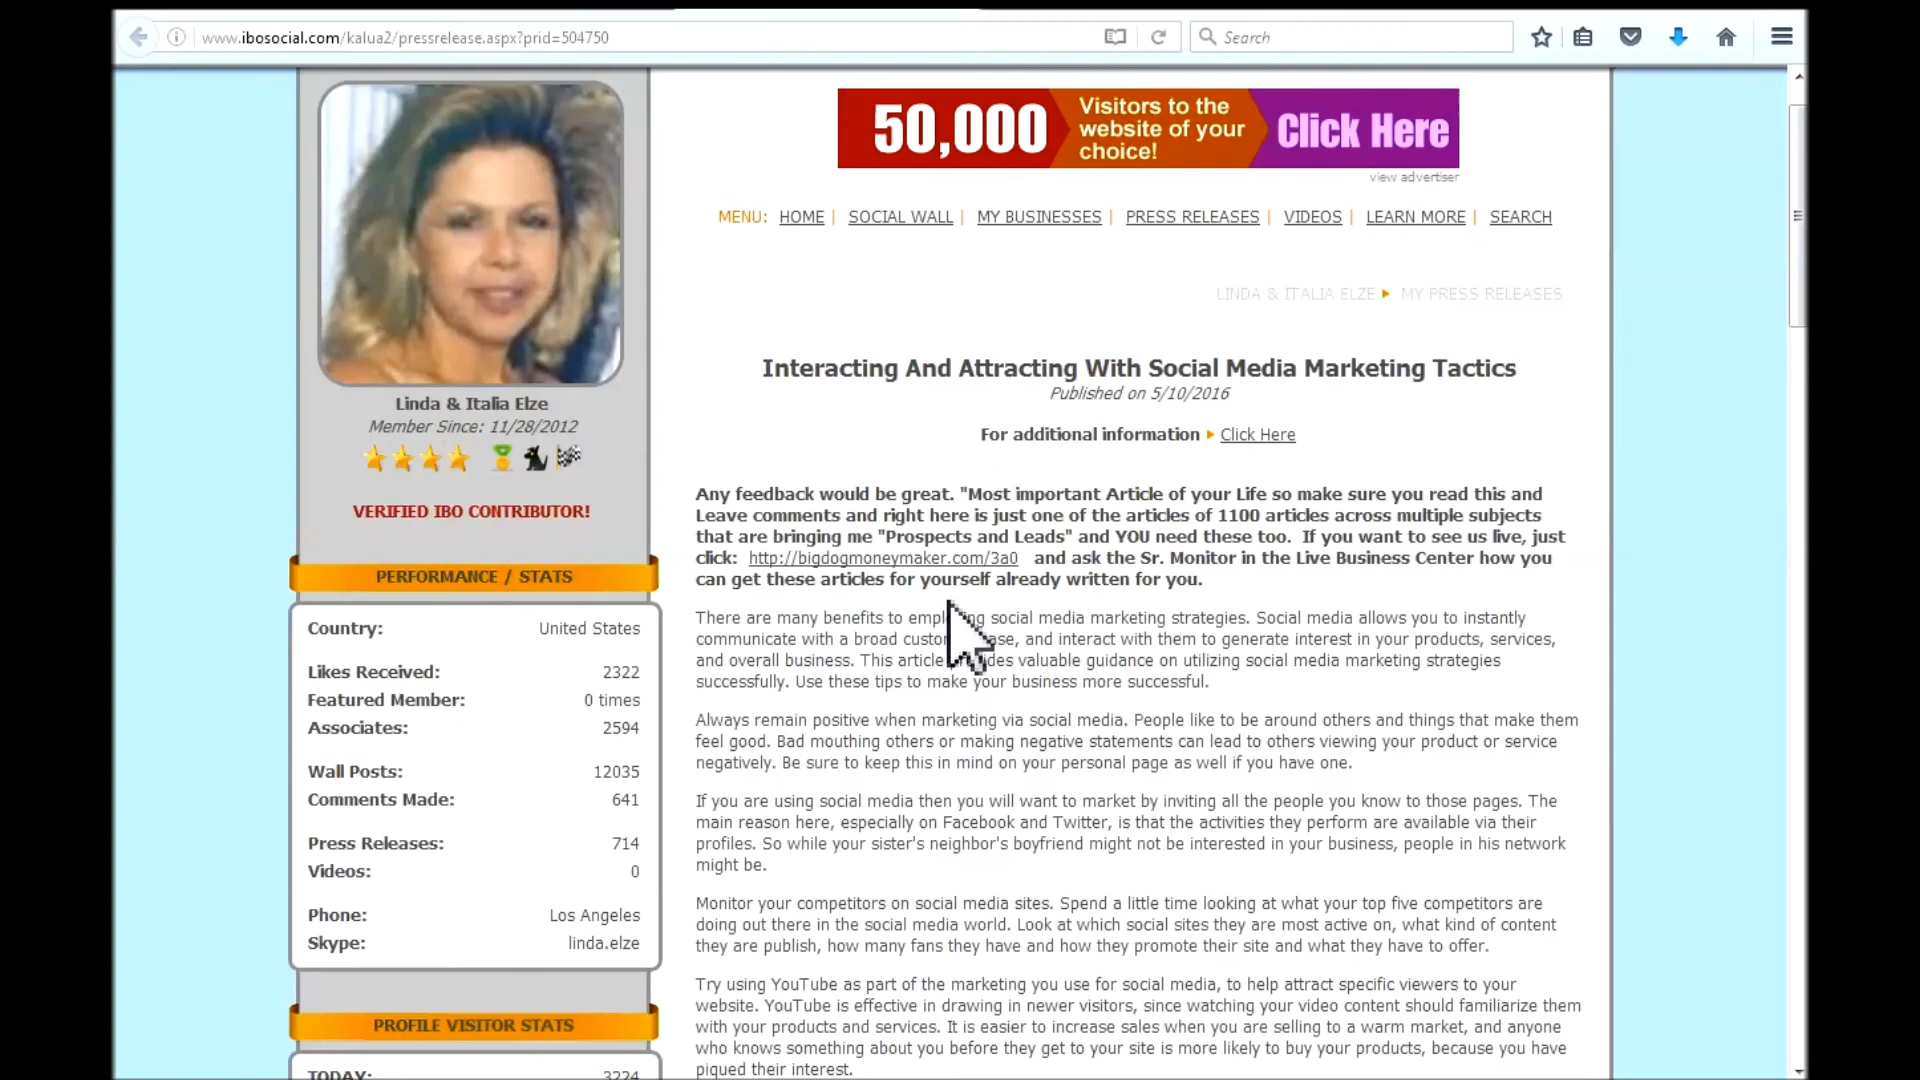 www.ibosocial.com/kalua2/pressrelease.aspx?prid=504750
Search
50,000
Visitors to the
website of your
choice!
Click Here
view advertiser
MENU: HOME | SOCIAL WALL | MY BUSINESSES | PRESS RELEASES | VIDEOS | LEARN MORE | SEARCH
LINDA & ITALIA ELZE MY PRESS RELEASES
Linda & Italia Elze
Member Since: 11/28/2012
VERIFIED IBO CONTRIBUTOR!
PERFORMANCE / STATS
Country: United States
Likes Received: 2322
Featured Member: 0 times
Associates: 2594
Wall Posts: 12035
Comments Made: 641
Press Releases: 714
Videos: 0
Phone: Los Angeles
Skype: linda.elze
PROFILE VISITOR STATS
TODAY: 3224
Interacting And Attracting With Social Media Marketing Tactics
Published on 5/10/2016
For additional information Click Here
Any feedback would be great. "Most important Article of your Life so make sure you read this and
Leave comments and right here is just one of the articles of 1100 articles across multiple subjects
that are bringing me "Prospects and Leads" and YOU need these too. If you want to see us live, just
click: http://bigdogmoneymaker.com/3a0 and ask the Sr. Monitor in the Live Business Center how you
can get these articles for yourself already written for you.
There are many benefits to social media marketing strategies. Social media allows you to instantly
communicate with a broad and interact with them to generate interest in your products, services,
and overall business. This article valuable guidance on utilizing social media marketing strategies
successfully. Use these tips to make your business more successful.
Always remain positive when marketing via social media. People like to be around others and things that make them
feel good. Bad mouthing others or making negative statements can lead to others viewing your product or service
negatively. Be sure to keep this in mind on your personal page as well if you have one.
If you are using social media then you will want to market by inviting all the people you know to those pages. The
main reason here, especially on Facebook and Twitter, is that the activities they perform are available via their
profiles. So while your sister's neighbor's boyfriend might not be interested in your business, people in his network
might be.
Monitor your competitors on social media sites. Spend a little time looking at what your top five competitors are
doing out there in the social media world. Look at which social sites they are most active on, what kind of content
they are publish, how many fans they have and how they promote their site and what they have to offer.
Try using YouTube as part of the marketing you use for social media, to help attract specific viewers to your
website. YouTube is effective in drawing in newer visitors, since watching your video content should familiarize them
with your products and services. It is easier to increase sales when you are selling to a warm market, and anyone
who knows something about you before they get to your site is more likely to buy your products, because you have
piqued their interest.